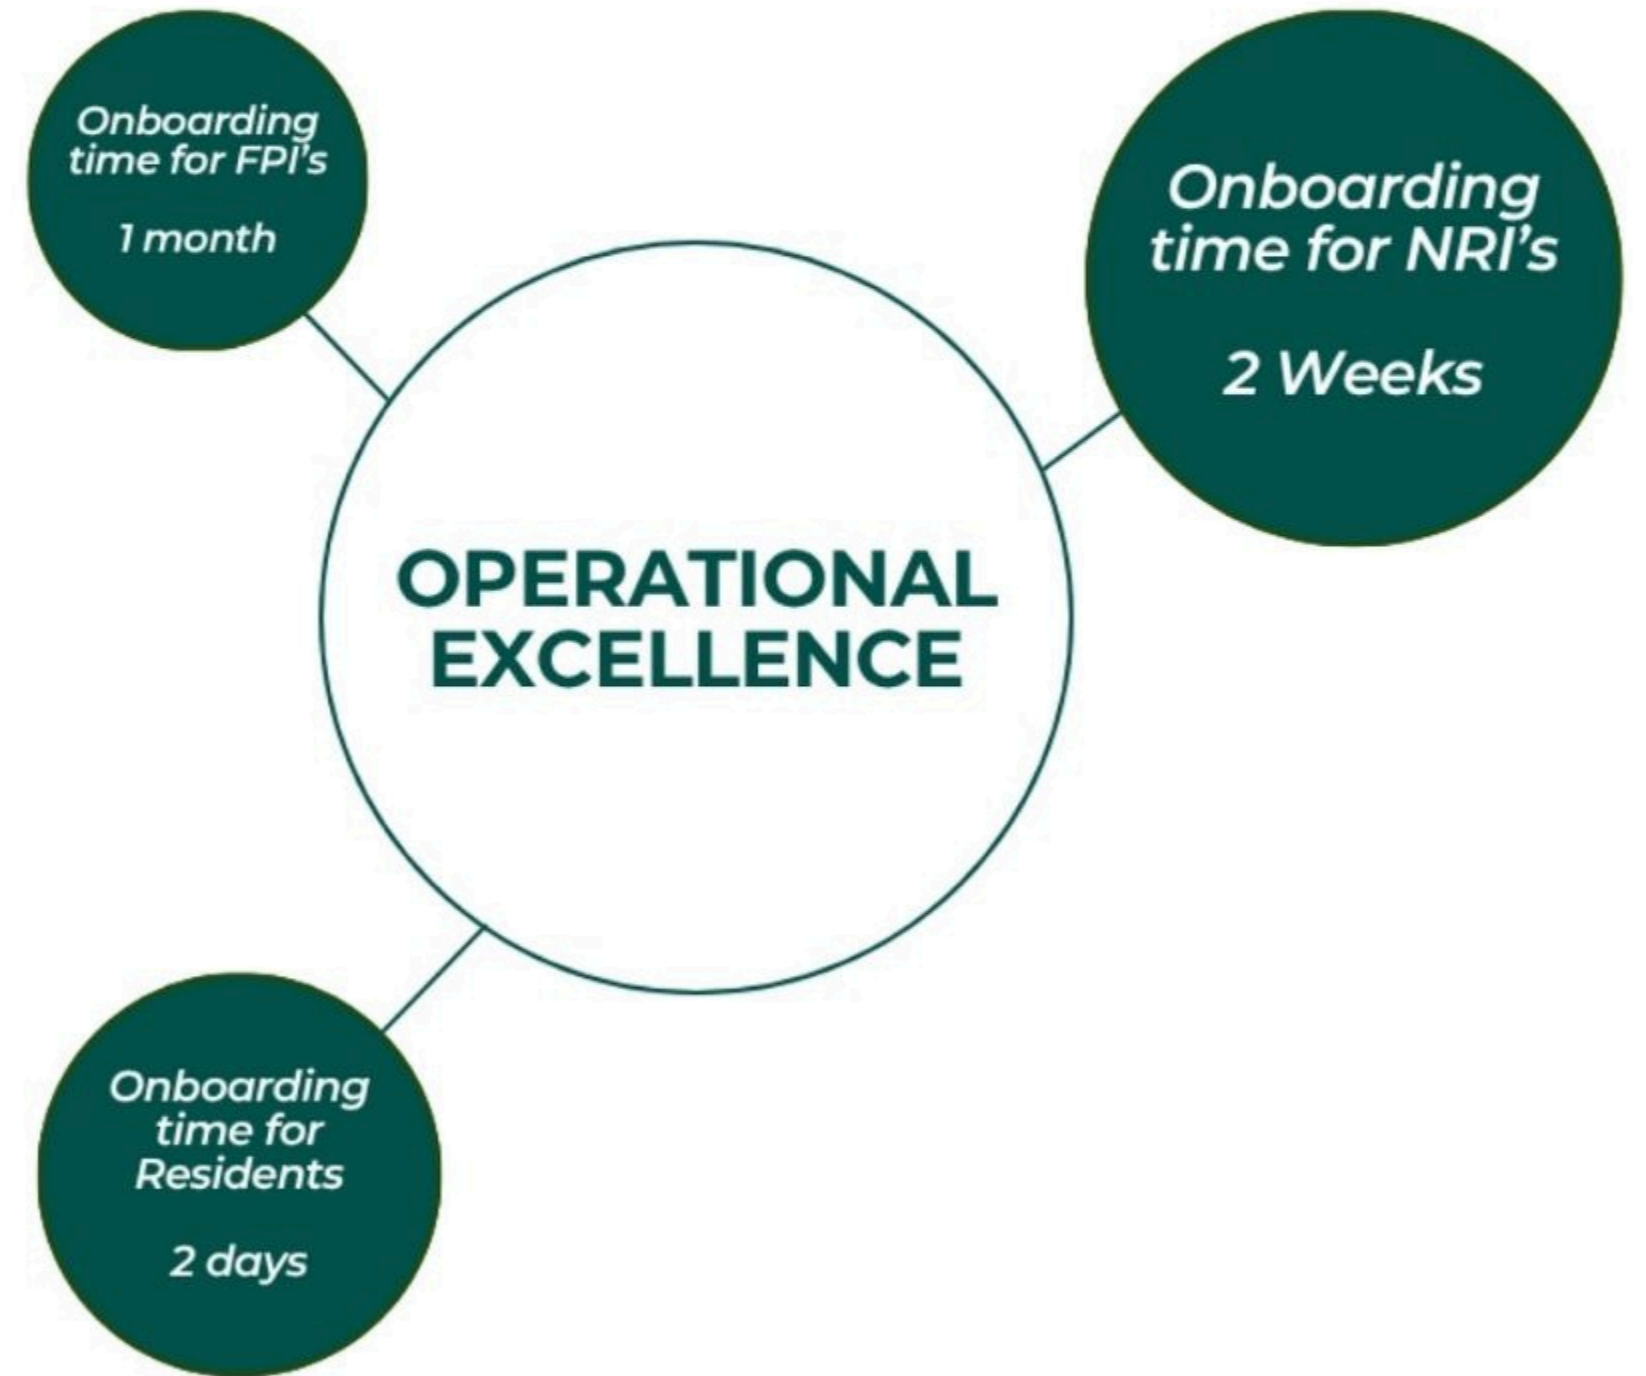 Onboarding
time for FPI's
1 month
Onboarding
time for NRI's
2 Weeks
OPERATIONAL
EXCELLENCE
Onboarding
time for
Residents
2 days